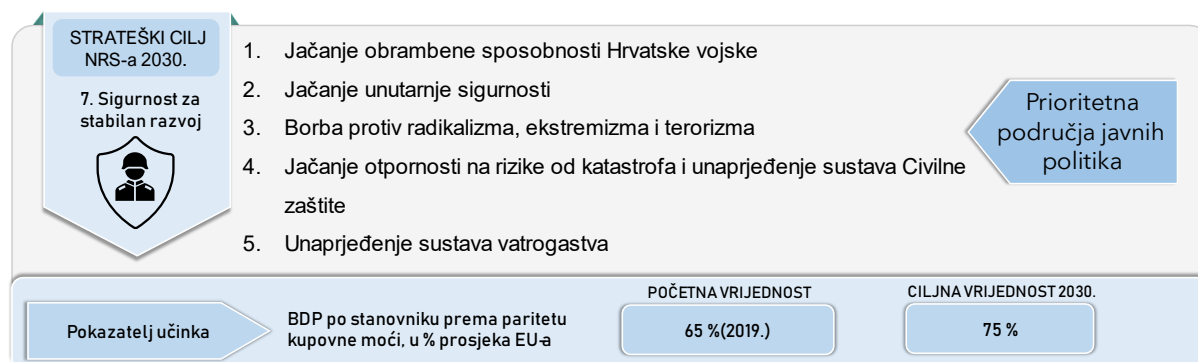 STRATEŠKI CILJ
NRS-a 2030.
7. Sigurnost za
stabilan razvoj
1. Jačanje obrambene sposobnosti Hrvatske vojske
2. Jačanje unutarnje sigurnosti
3. Borba protiv radikalizma, ekstremizma i terorizma
4. Jačanje otpornosti na rizike od katastrofa i unaprjeđenje sustava Civilne
zaštite
5. Unaprjeđenje sustava vatrogastva
Prioritetna
područja javnih
politika
Pokazatelj učinka
BDP po stanovniku prema paritetu
kupovne moći, u % prosjeka EU-a
POČETNA VRIJEDNOST
65 %(2019.)
CILJNA VRIJEDNOST 2030.
75 %